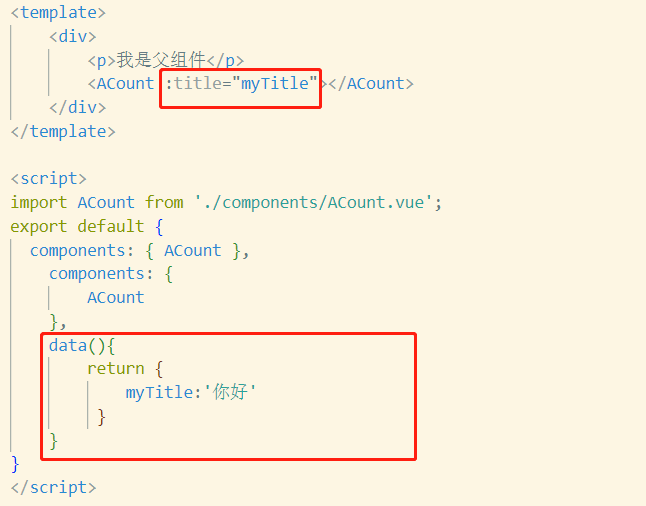 <template>
<div>
<p>我是父组件</p>
<ACount :title="myTitle"></ACount>
</div>
</template>
<script>
import ACount from './components/ACount.vue';
export default {
components: { ACount },
components: {
ACount
},
data(){
return {
myTitle:'你好'
}
}
}
</script>